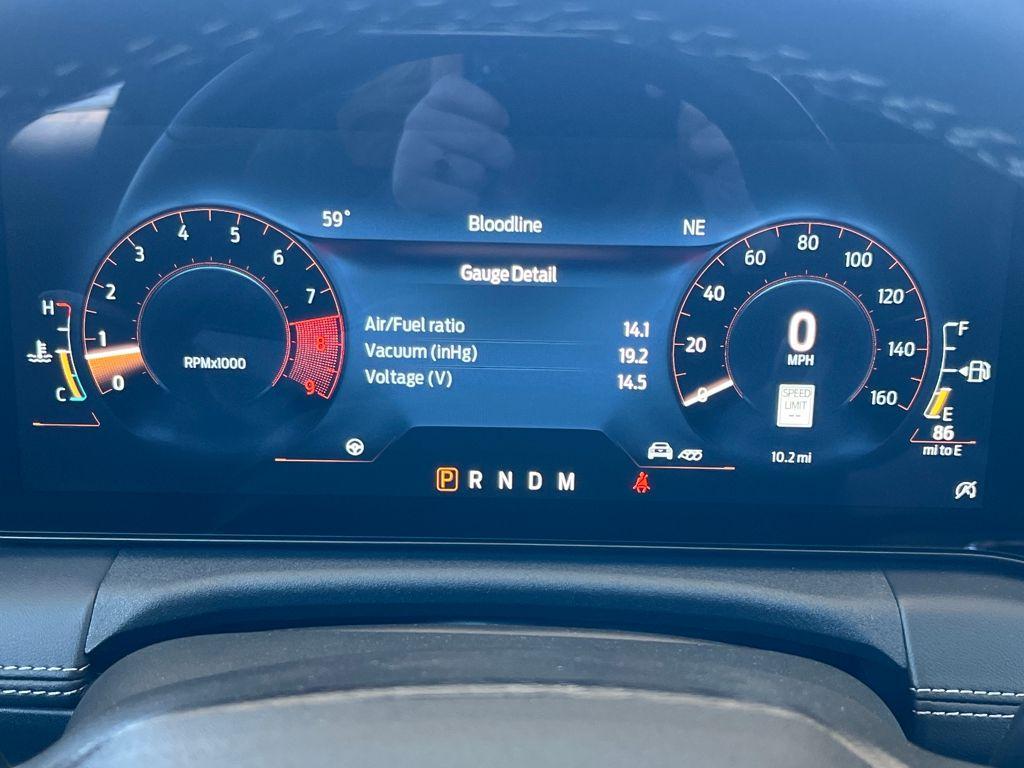 59° Bloodline NE
Gauge Detail
Air/Fuel ratio 14.1
Vacuum (inHg) 19.2
Voltage (V) 14.5
H
C
0 1 2 3 4 5 6 7 8 9
RPMx1000
0 20 40 60 80 100 120 140 160
0
MPH
SPEED
LIMIT
--
10.2 mi
F
E
86
mi to E
P R N D M